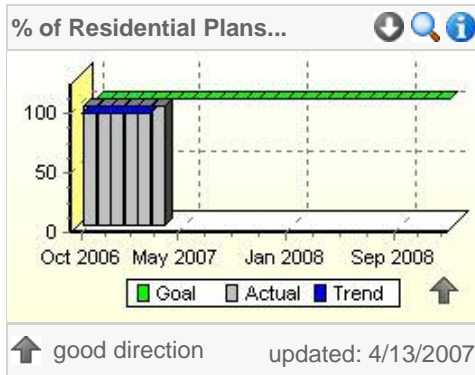 % of Residential Plans...
100
50
0
Oct 2006 May 2007 Jan 2008 Sep 2008
Goal Actual Trend
good direction updated: 4/13/2007